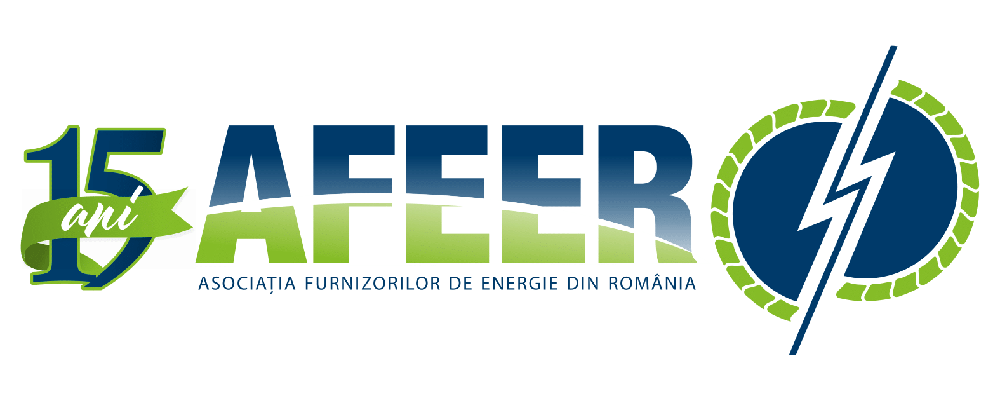 15
ani
AFEER
ASOCIAȚIA FURNIZORILOR DE ENERGIE DIN ROMÂNIA